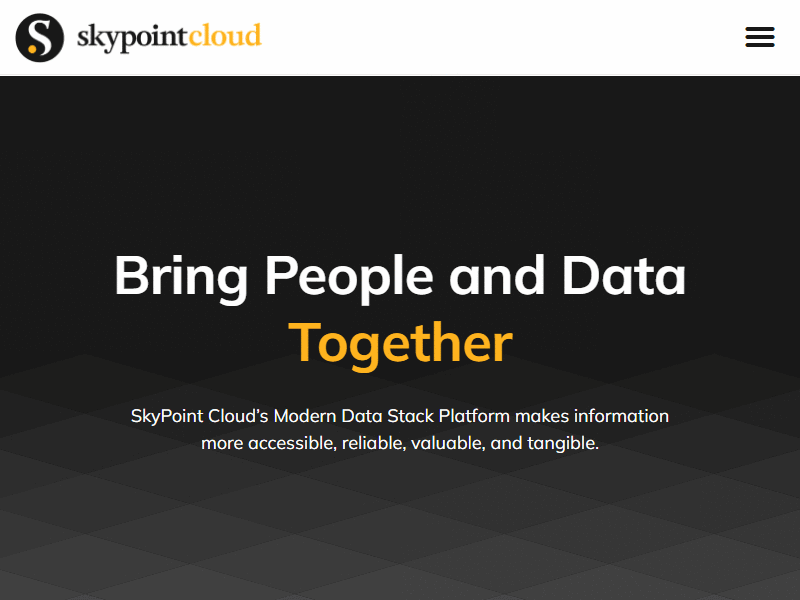 skypointcloud
Bring People and Data
Together
SkyPoint Cloud's Modern Data Stack Platform makes information
more accessible, reliable, valuable, and tangible.